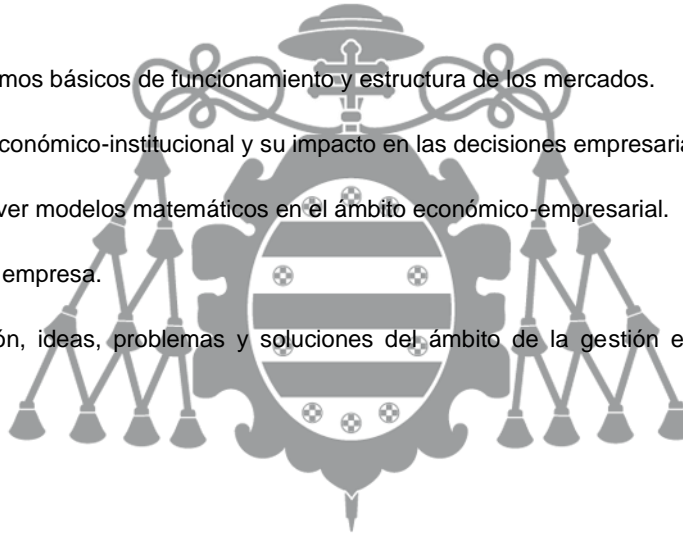 mos básicos de funcionamiento y estructura de los mercados.
conómico-institucional y su impacto en las decisiones empresaria
ver modelos matemáticos en el ámbito económico-empresarial.
empresa.
ón, ideas, problemas y soluciones del ámbito de la gestión e